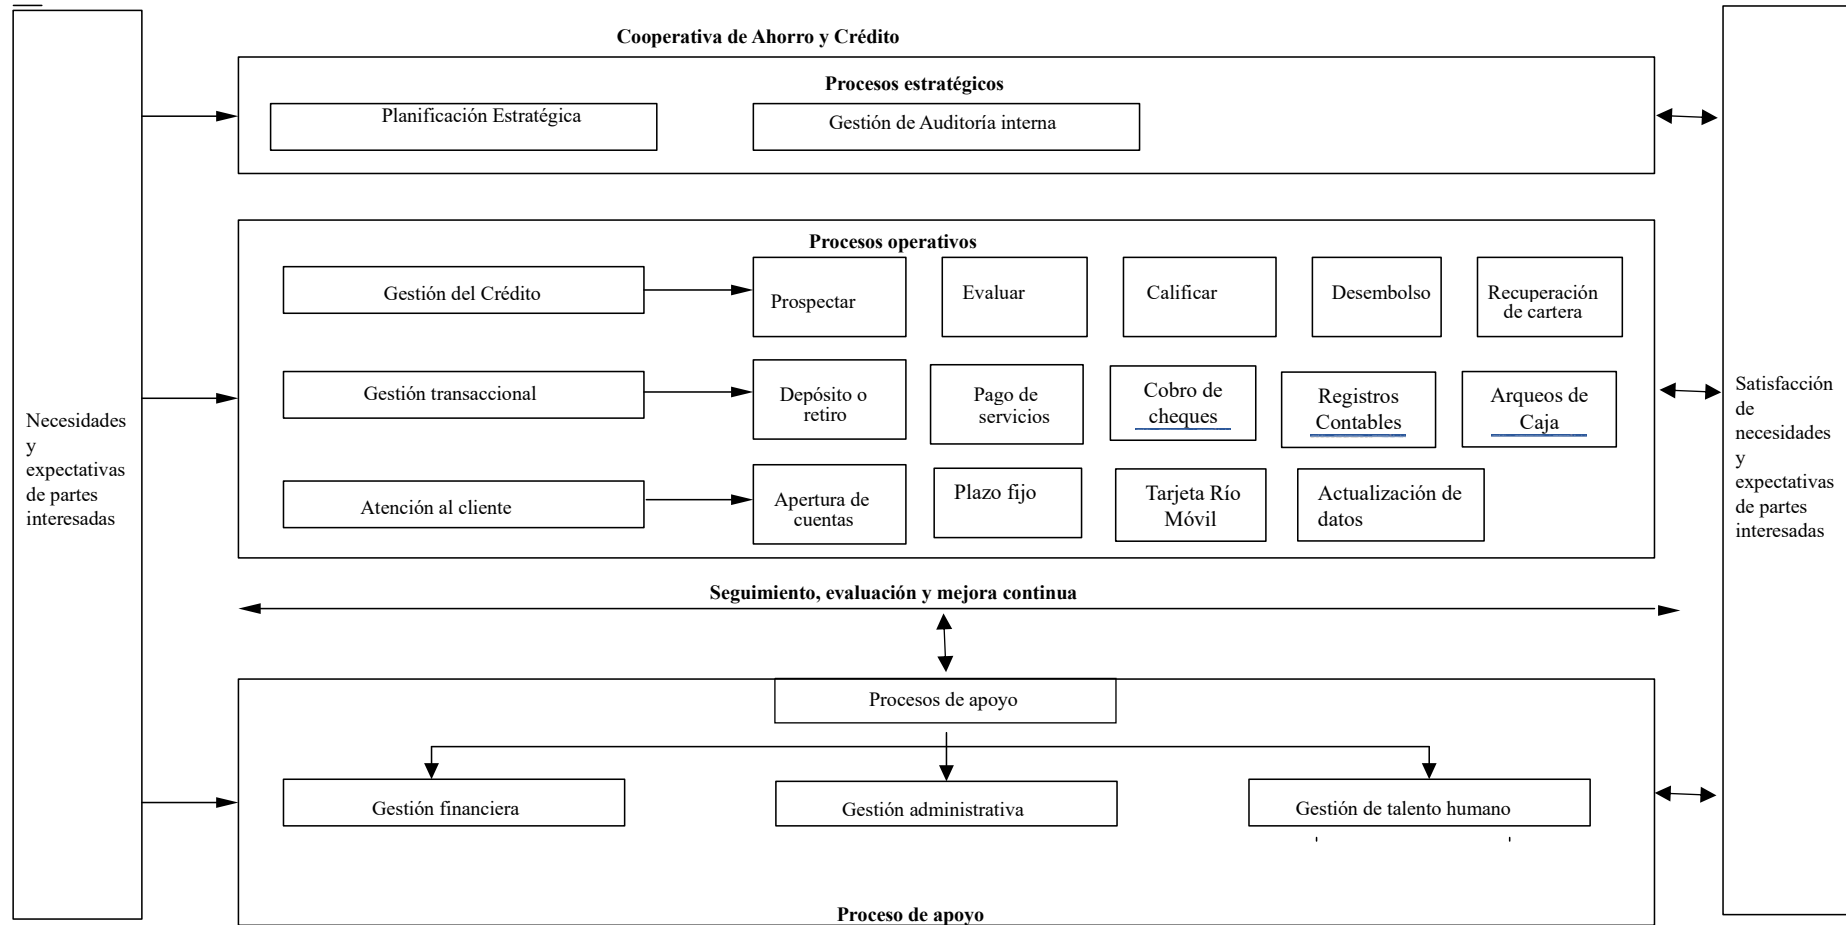 Cooperativa de Ahorro y Crédito
Procesos estratégicos
Planificación Estratégica
Gestión de Auditoría interna
Procesos operativos
Gestión del Crédito
Prospectar
Evaluar
Calificar
Desembolso
Recuperación
de cartera
Gestión transaccional
Depósito o
retiro
Pago de
servicios
Cobro de
cheques
Registros
Contables
Arqueos de
Caja
Atención al cliente
Apertura de
cuentas
Plazo fijo
Tarjeta Río
Móvil
Actualización de
datos
Necesidades
y
expectativas
de partes
interesadas
Satisfacción
de
necesidades
y
expectativas
de partes
interesadas
Seguimiento, evaluación y mejora continua
Procesos de apoyo
Gestión financiera
Gestión administrativa
Gestión de talento humano
Proceso de apoyo